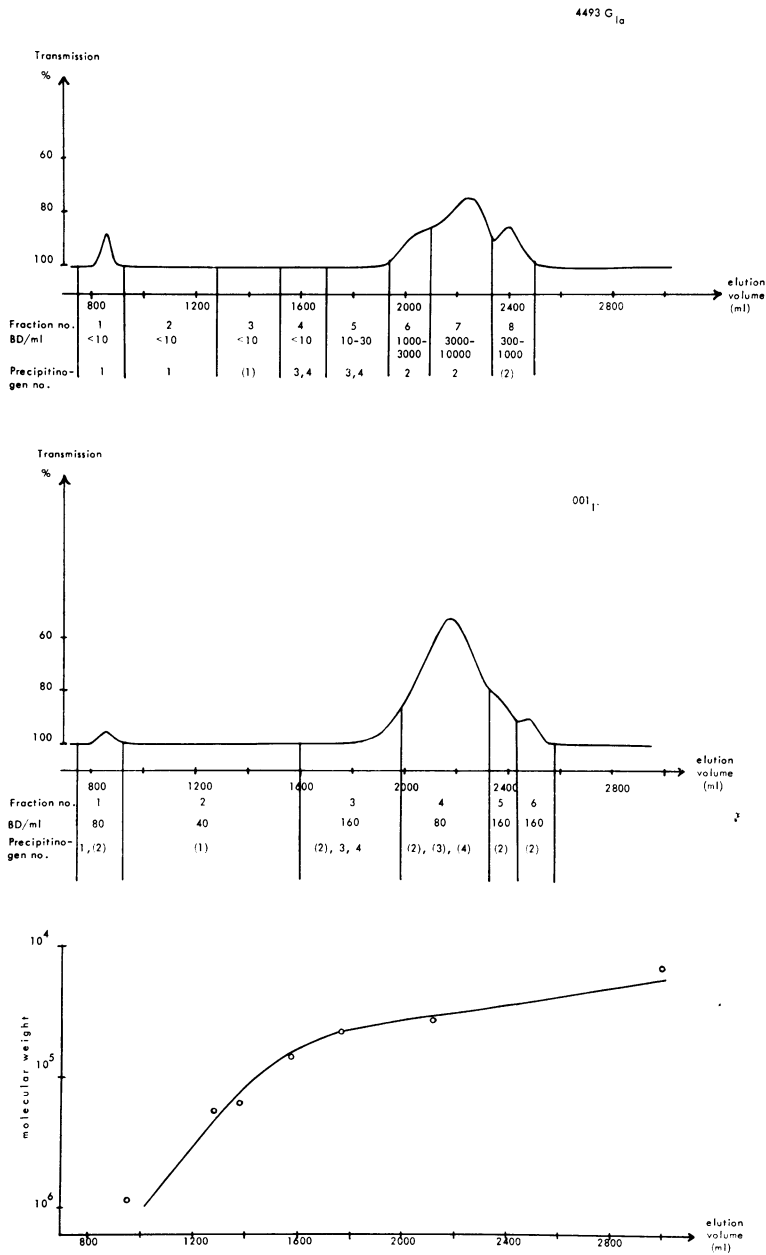 4493 G1a
Transmission
%
60
80
100
elution
volume
(ml)
800 1200 1600 2000 2400 2800
Fraction no. 1 2 3 4 5 6 7 8
BD/ml <10 <10 <10 <10 10-30 1000-3000 3000-10000 300-1000
Precipitino-
gen no. 1 1 (1) 3,4 3,4 2 2 (2)
Transmission
%
001I
60
80
100
elution
volume
(ml)
800 1200 1600 2000 2400 2800
Fraction no. 1 2 3 4 5 6
BD/ml 80 40 160 80 160 160
Precipitino-
gen no. 1,(2) (1) (2), 3, 4 (2), (3), (4) (2) (2)
10^4
10^5
10^6
molecular weight
800 1200 1600 2000 2400 2800
elution
volume
(ml)